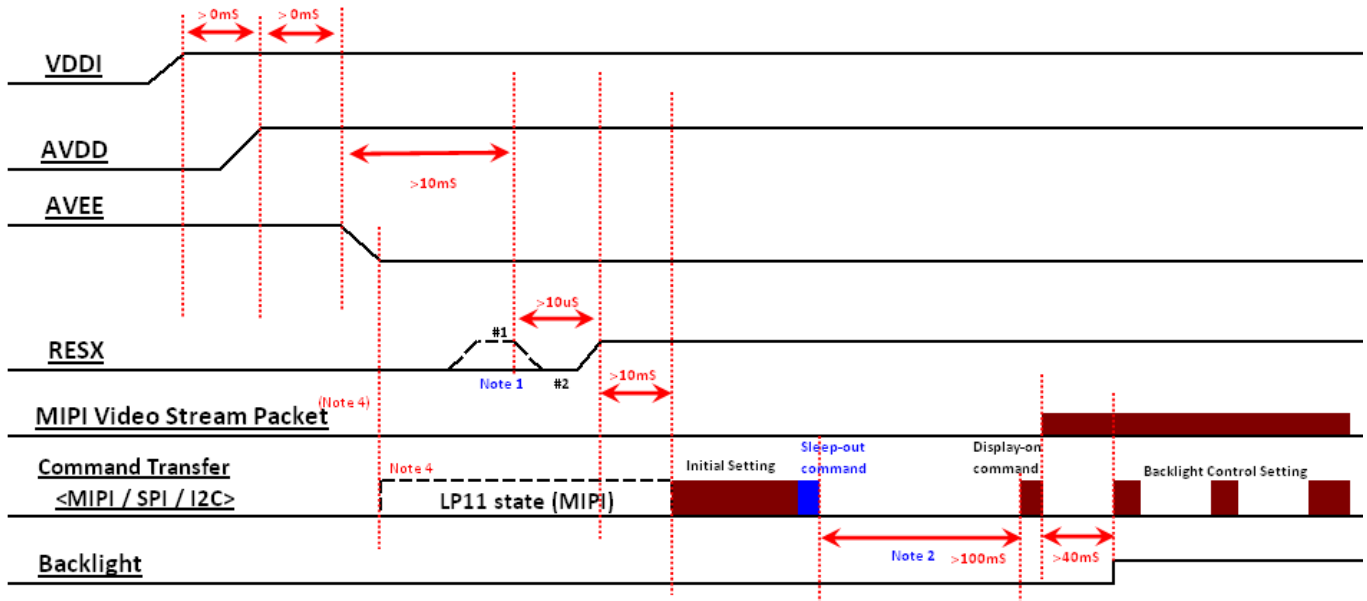 > 0mS
> 0mS
VDDI
AVDD
>10mS
AVEE
>10uS
#1
RESX
Note 1
#2
>10mS
(Note 4)
MIPI Video Stream Packet
Sleep-out
command
Display-on
command
Command Transfer
<MIPI / SPI / I2C>
Note 4
LP11 state (MIPI)
Initial Setting
Backlight Control Setting
Note 2
>100mS
>40mS
Backlight